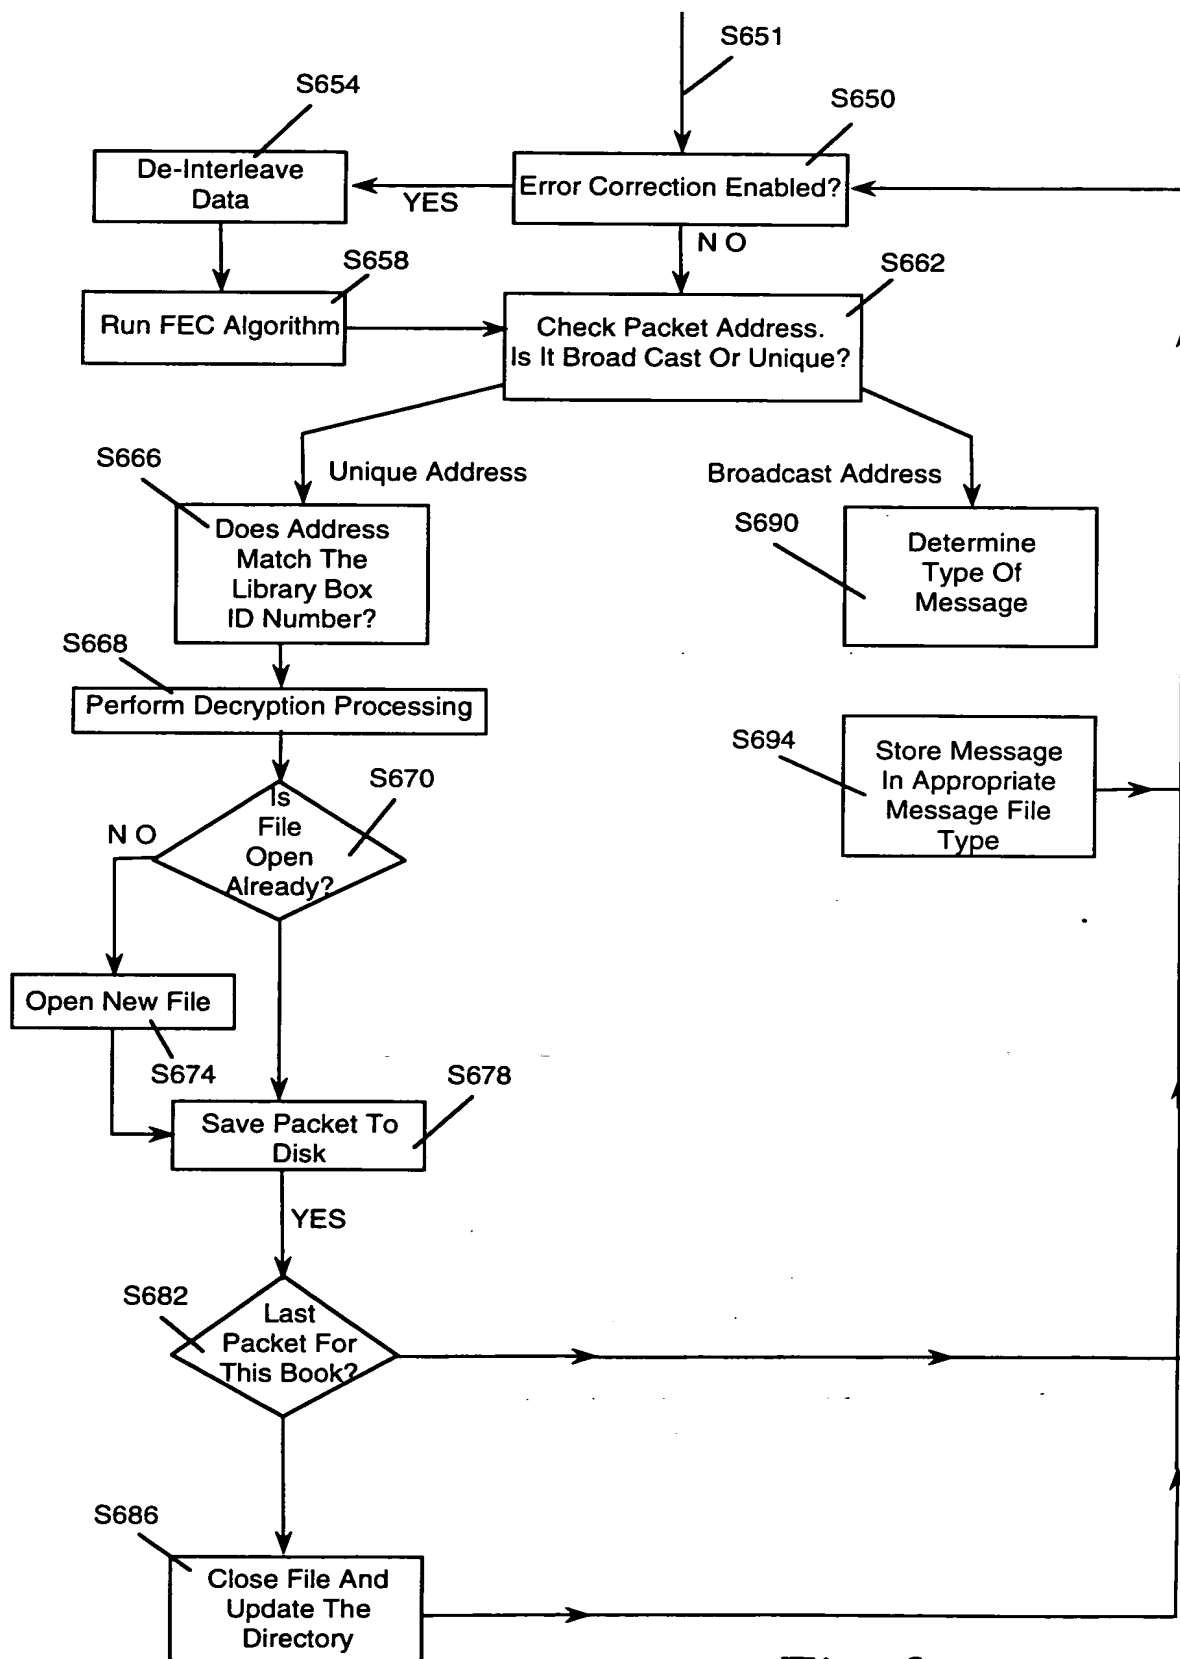 S651
S654
S650
De-Interleave
Data
YES
Error Correction Enabled?
NO
S658
S662
Run FEC Algorithm
Check Packet Address.
Is It Broad Cast Or Unique?
S666
Unique Address
Broadcast Address
Does Address
Match The
Library Box
ID Number?
S690
Determine
Type Of
Message
S668
Perform Decryption Processing
S694
Store Message
In Appropriate
Message File
Type
S670
Is
File
Open
Already?
NO
Open New File
S674
S678
Save Packet To
Disk
YES
S682
Last
Packet For
This Book?
S686
Close File And
Update The
Directory